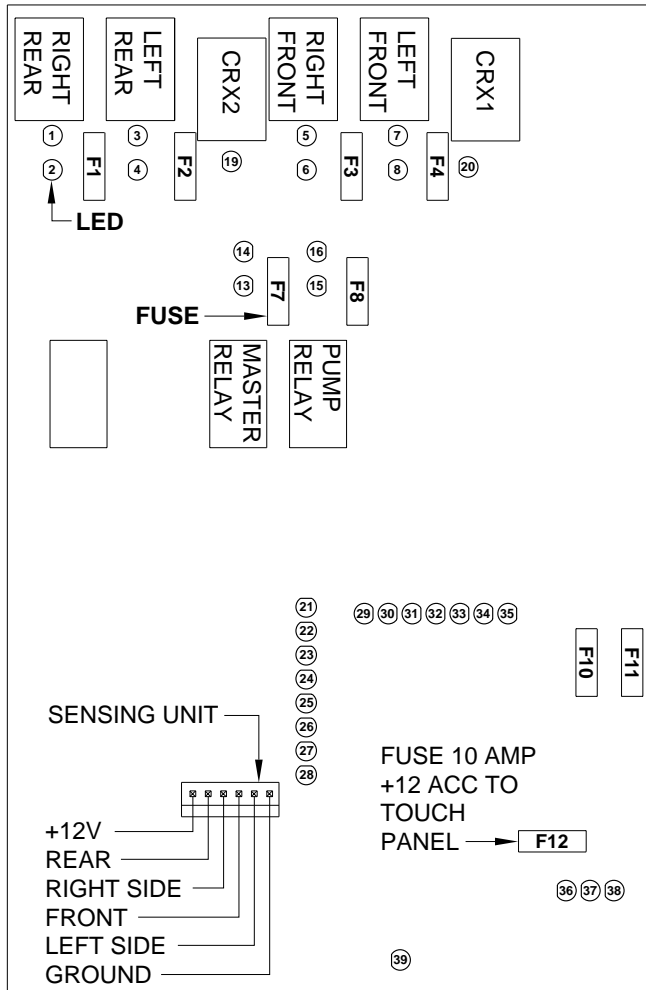 RIGHT
REAR
LEFT
REAR
CRX2
RIGHT
FRONT
LEFT
FRONT
CRX1
1
3
5
7
2
4
19
6
8
20
F1
F2
F3
F4
LED
14
16
13
15
F7
F8
FUSE
MASTER
RELAY
PUMP
RELAY
21
22
23
24
25
26
27
28
29 30 31 32 33 34 35
F10
F11
SENSING UNIT
+12V
REAR
RIGHT SIDE
FRONT
LEFT SIDE
GROUND
FUSE 10 AMP
+12 ACC TO
TOUCH
PANEL
F12
36 37 38
39